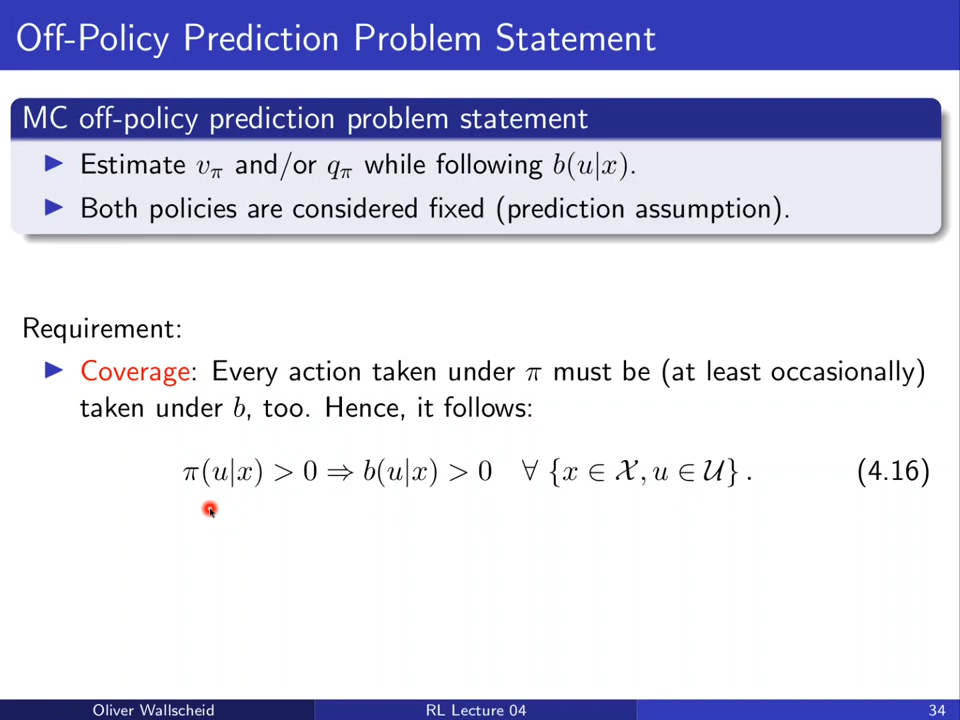 Off-Policy Prediction Problem Statement
MC off-policy prediction problem statement
▶ Estimate v_π and/or q_π while following b(u|x).
▶ Both policies are considered fixed (prediction assumption).
Requirement:
▶ Coverage: Every action taken under π must be (at least occasionally)
taken under b, too. Hence, it follows:
π(u|x) > 0 ⇒ b(u|x) > 0 ∀ {x ∈ 𝒳, u ∈ 𝒰} . (4.16)
Oliver Wallscheid RL Lecture 04 34